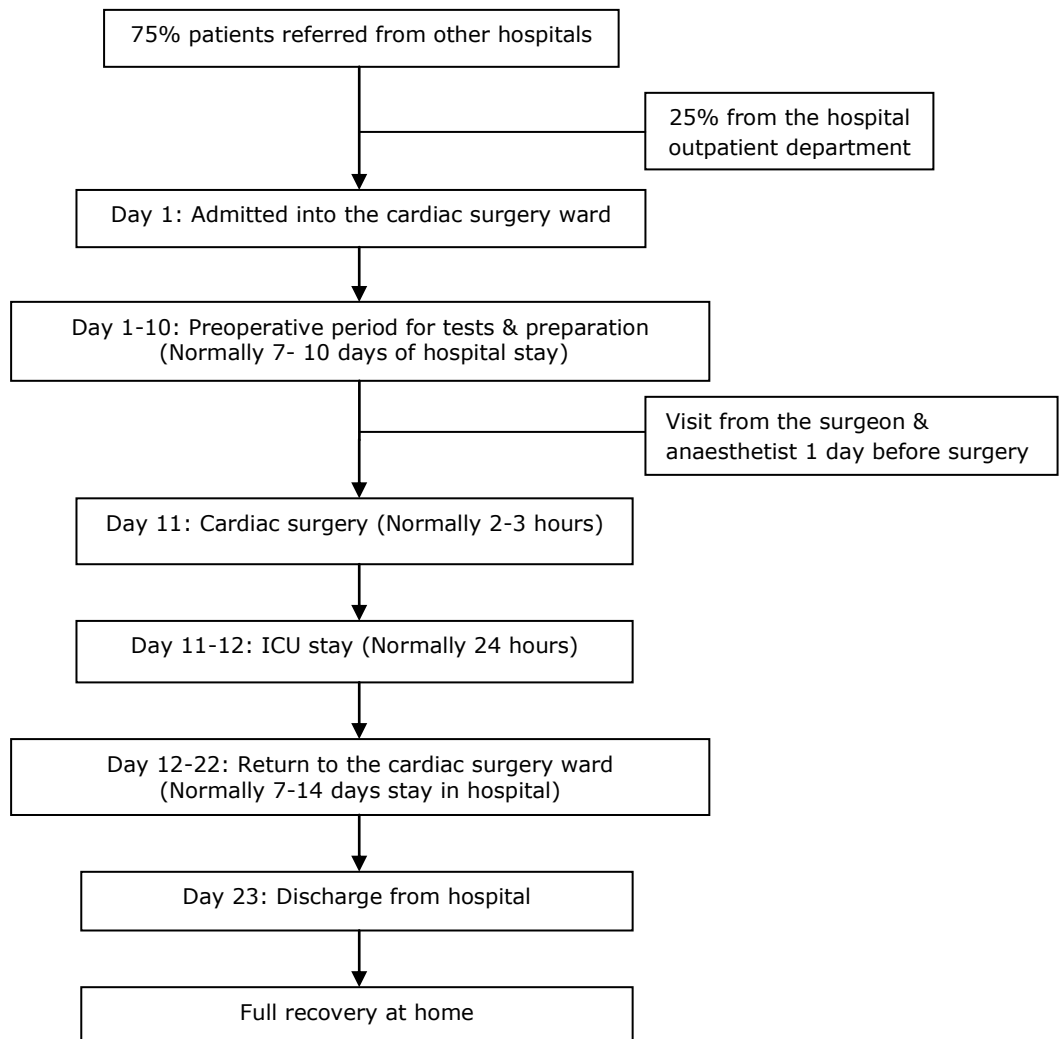 75% patients referred from other hospitals
25% from the hospital
outpatient department
Day 1: Admitted into the cardiac surgery ward
Day 1-10: Preoperative period for tests & preparation
(Normally 7- 10 days of hospital stay)
Visit from the surgeon &
anaesthetist 1 day before surgery
Day 11: Cardiac surgery (Normally 2-3 hours)
Day 11-12: ICU stay (Normally 24 hours)
Day 12-22: Return to the cardiac surgery ward
(Normally 7-14 days stay in hospital)
Day 23: Discharge from hospital
Full recovery at home